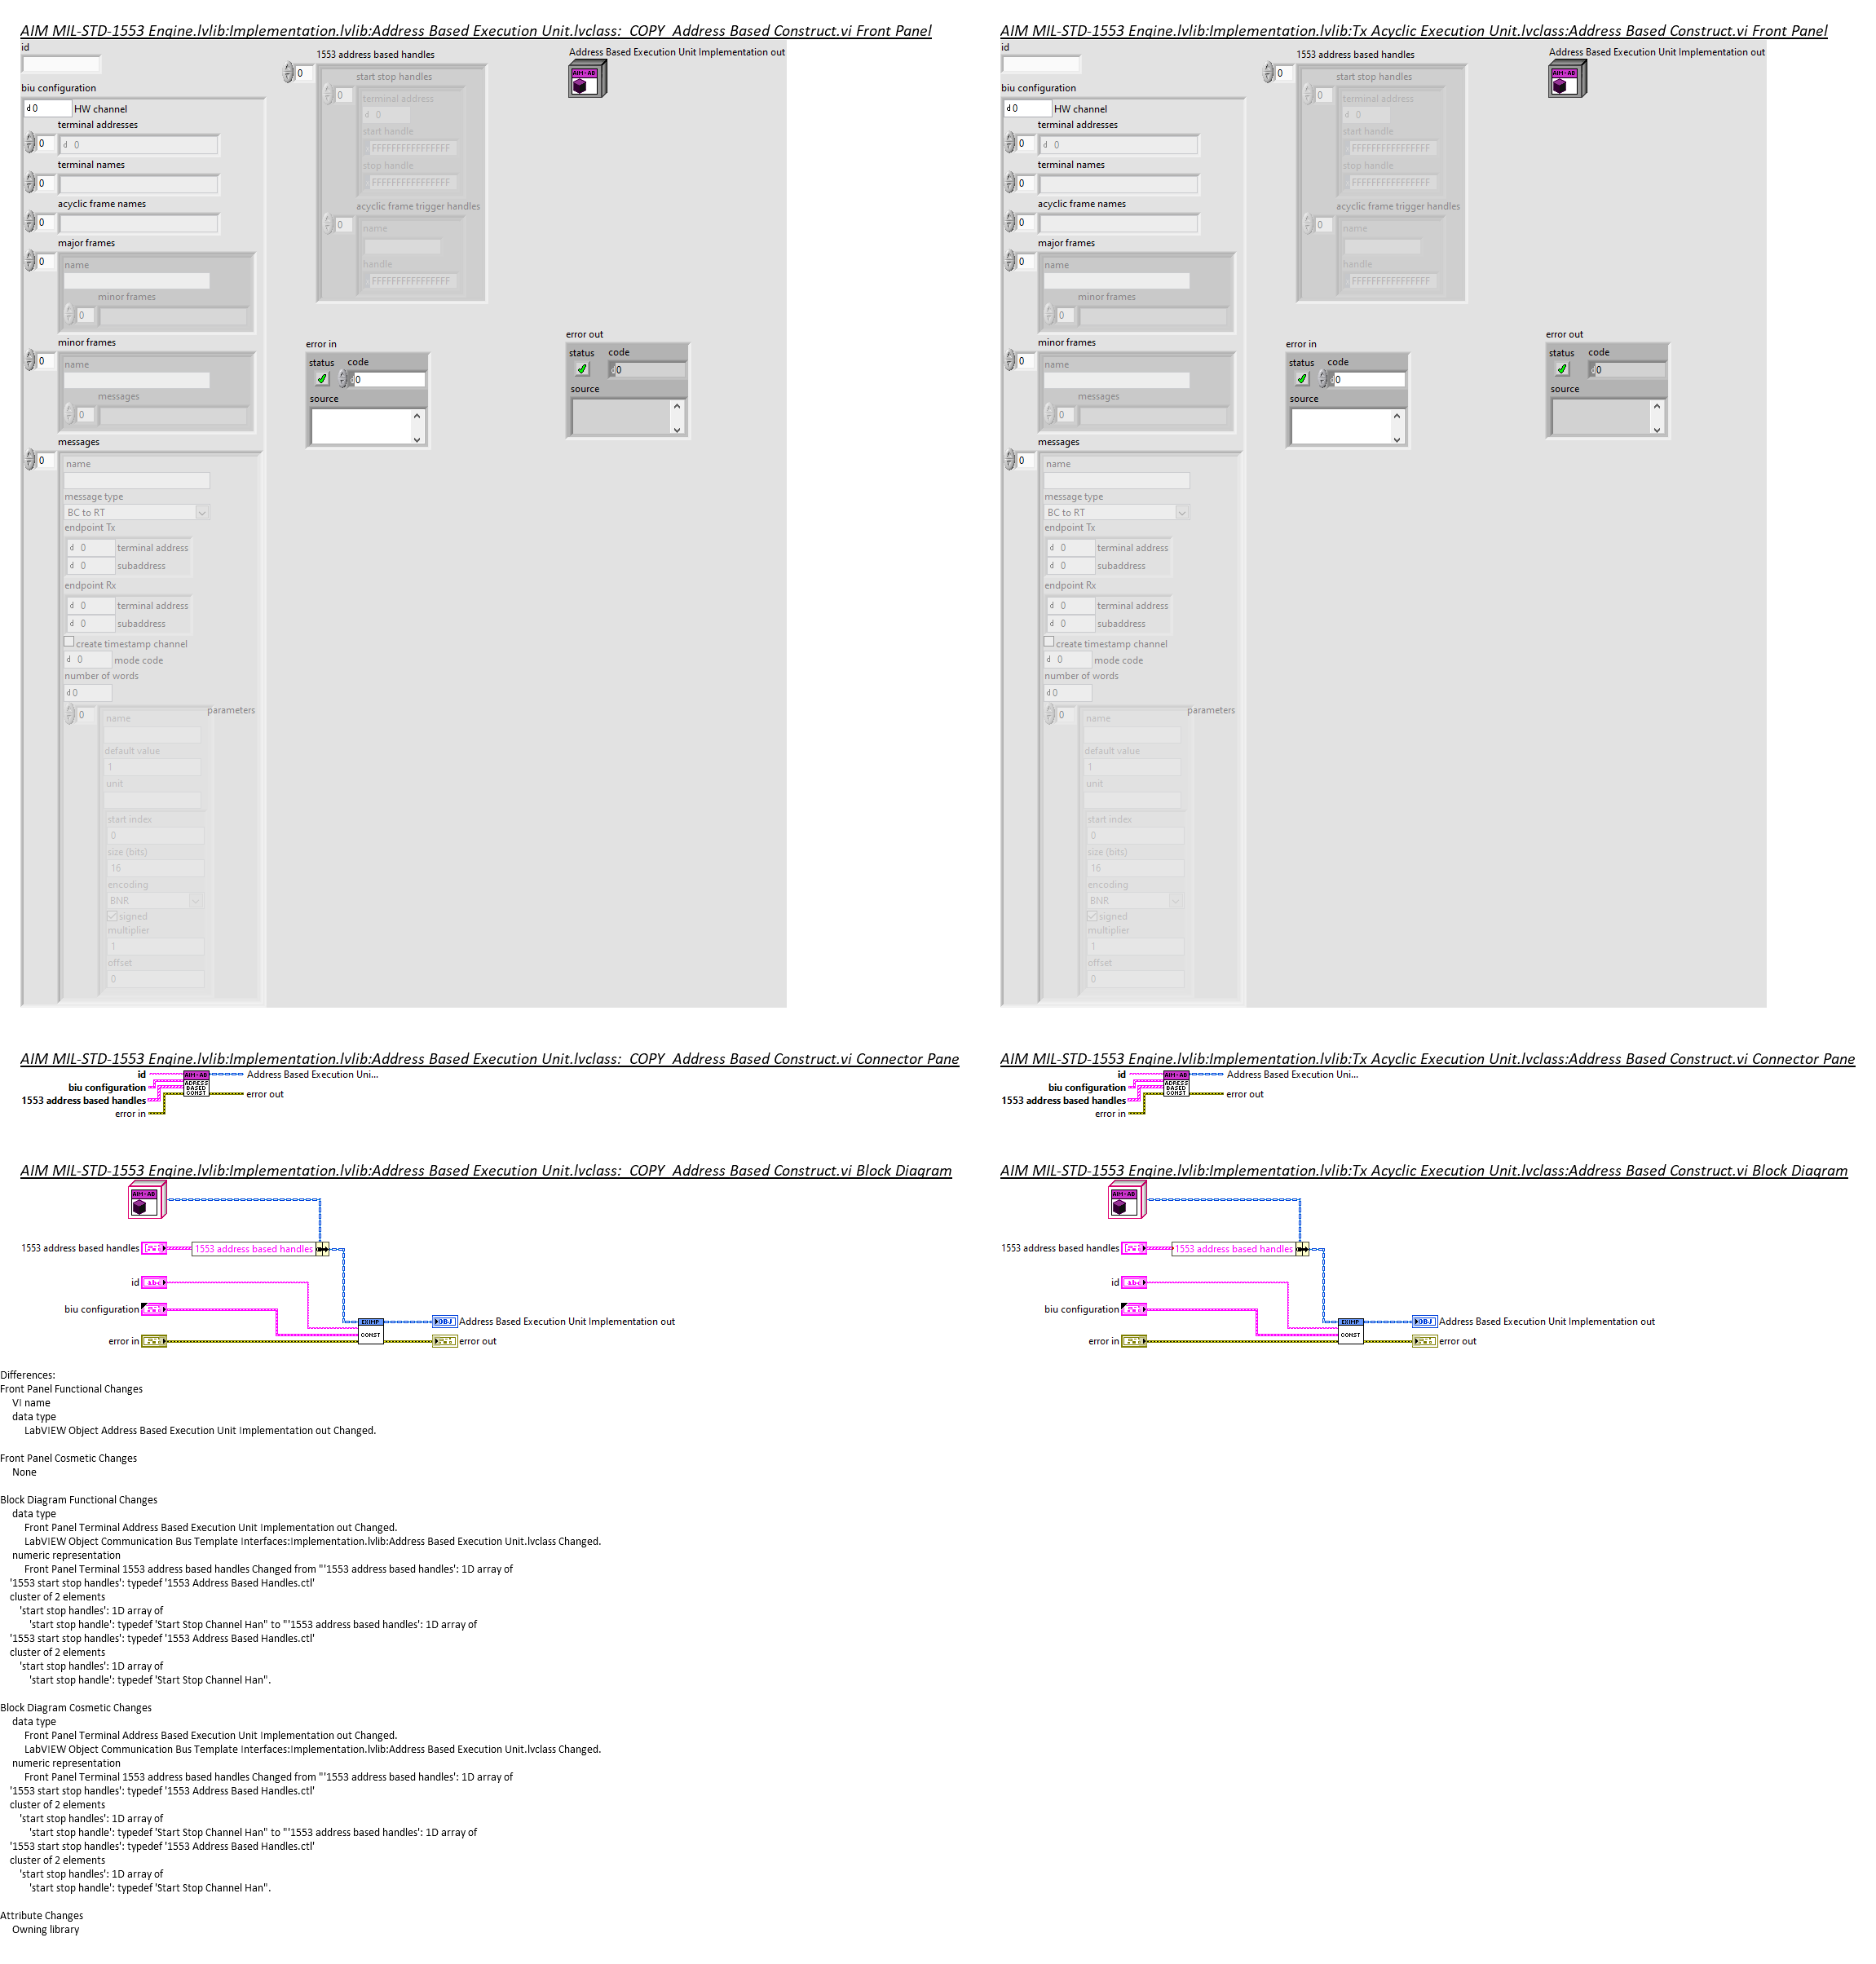 AIM MIL-STD-1553 Engine.lvlib:Implementation.lvlib:Address Based Execution Unit.lvclass:_COPY_Address Based Construct.vi Front Panel
id
biu configuration
d 0 HW channel
terminal addresses
0 d 0
terminal names
0
acyclic frame names
0
major frames
0
name
minor frames
0
minor frames
0
name
messages
0
messages
0
name
message type
BC to RT
endpoint Tx
d 0 terminal address
d 0 subaddress
endpoint Rx
d 0 terminal address
d 0 subaddress
create timestamp channel
d 0 mode code
number of words
d 0
0 parameters
name
default value
1
unit
start index
0
size (bits)
16
encoding
BNR
signed
multiplier
1
offset
0
1553 address based handles
0
start stop handles
0
terminal address
d 0
start handle
FFFFFFFFFFFFFFFF
stop handle
FFFFFFFFFFFFFFFF
acyclic frame trigger handles
0
name
handle
FFFFFFFFFFFFFFFF
error in
status code
d0
source
Address Based Execution Unit Implementation out
AIM-AB
error out
status code
d0
source
AIM MIL-STD-1553 Engine.lvlib:Implementation.lvlib:Tx Acyclic Execution Unit.lvclass:Address Based Construct.vi Front Panel
id
biu configuration
d 0 HW channel
terminal addresses
0 d 0
terminal names
0
acyclic frame names
0
major frames
0
name
minor frames
0
minor frames
0
name
messages
0
messages
0
name
message type
BC to RT
endpoint Tx
d 0 terminal address
d 0 subaddress
endpoint Rx
d 0 terminal address
d 0 subaddress
create timestamp channel
d 0 mode code
number of words
d 0
0 parameters
name
default value
1
unit
start index
0
size (bits)
16
encoding
BNR
signed
multiplier
1
offset
0
1553 address based handles
0
start stop handles
0
terminal address
d 0
start handle
FFFFFFFFFFFFFFFF
stop handle
FFFFFFFFFFFFFFFF
acyclic frame trigger handles
0
name
handle
FFFFFFFFFFFFFFFF
error in
status code
d0
source
Address Based Execution Unit Implementation out
AIM-AB
error out
status code
d0
source
AIM MIL-STD-1553 Engine.lvlib:Implementation.lvlib:Address Based Execution Unit.lvclass:_COPY_Address Based Construct.vi Connector Pane
id
biu configuration
1553 address based handles
error in
AIM-AB
ADRESS
BASED
CONST
Address Based Execution Uni...
error out
AIM MIL-STD-1553 Engine.lvlib:Implementation.lvlib:Tx Acyclic Execution Unit.lvclass:Address Based Construct.vi Connector Pane
id
biu configuration
1553 address based handles
error in
AIM-AB
ADRESS
BASED
CONST
Address Based Execution Uni...
error out
AIM MIL-STD-1553 Engine.lvlib:Implementation.lvlib:Address Based Execution Unit.lvclass:_COPY_Address Based Construct.vi Block Diagram
AIM-AB
1553 address based handles 1553 address based handles
id abc
biu configuration
EXIMP
CONST
OBJ Address Based Execution Unit Implementation out
error in error out
AIM MIL-STD-1553 Engine.lvlib:Implementation.lvlib:Tx Acyclic Execution Unit.lvclass:Address Based Construct.vi Block Diagram
AIM-AB
1553 address based handles 1553 address based handles
id abc
biu configuration
EXIMP
CONST
OBJ Address Based Execution Unit Implementation out
error in error out
Differences:
Front Panel Functional Changes
VI name
data type
LabVIEW Object Address Based Execution Unit Implementation out Changed.
Front Panel Cosmetic Changes
None
Block Diagram Functional Changes
data type
Front Panel Terminal Address Based Execution Unit Implementation out Changed.
LabVIEW Object Communication Bus Template Interfaces:Implementation.lvlib:Address Based Execution Unit.lvclass Changed.
numeric representation
Front Panel Terminal 1553 address based handles Changed from "'1553 address based handles': 1D array of
'1553 start stop handles': typedef '1553 Address Based Handles.ctl'
cluster of 2 elements
'start stop handles': 1D array of
'start stop handle': typedef 'Start Stop Channel Han" to "'1553 address based handles': 1D array of
'1553 start stop handles': typedef '1553 Address Based Handles.ctl'
cluster of 2 elements
'start stop handles': 1D array of
'start stop handle': typedef 'Start Stop Channel Han".
Block Diagram Cosmetic Changes
data type
Front Panel Terminal Address Based Execution Unit Implementation out Changed.
LabVIEW Object Communication Bus Template Interfaces:Implementation.lvlib:Address Based Execution Unit.lvclass Changed.
numeric representation
Front Panel Terminal 1553 address based handles Changed from "'1553 address based handles': 1D array of
'1553 start stop handles': typedef '1553 Address Based Handles.ctl'
cluster of 2 elements
'start stop handles': 1D array of
'start stop handle': typedef 'Start Stop Channel Han" to "'1553 address based handles': 1D array of
'1553 start stop handles': typedef '1553 Address Based Handles.ctl'
cluster of 2 elements
'start stop handles': 1D array of
'start stop handle': typedef 'Start Stop Channel Han".
Attribute Changes
Owning library